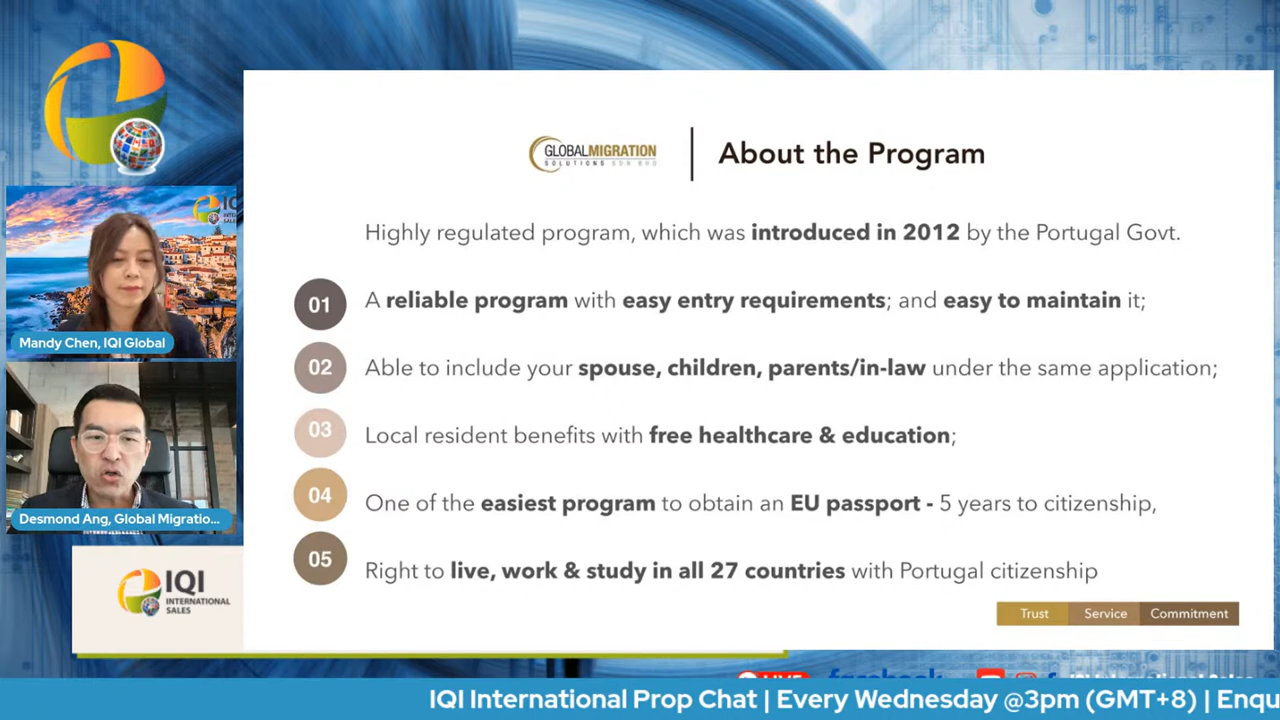 GLOBALMIGRATION
SOLUTIONS SDN BHD
About the Program
Highly regulated program, which was introduced in 2012 by the Portugal Govt.
01 A reliable program with easy entry requirements; and easy to maintain it;
02 Able to include your spouse, children, parents/in-law under the same application;
03 Local resident benefits with free healthcare & education;
04 One of the easiest program to obtain an EU passport - 5 years to citizenship,
05 Right to live, work & study in all 27 countries with Portugal citizenship
Trust Service Commitment
Mandy Chen, IQI Global
Desmond Ang, Global Migratio...
IQI
INTERNATIONAL
SALES
IQI International Prop Chat | Every Wednesday @3pm (GMT+8) | Enqu